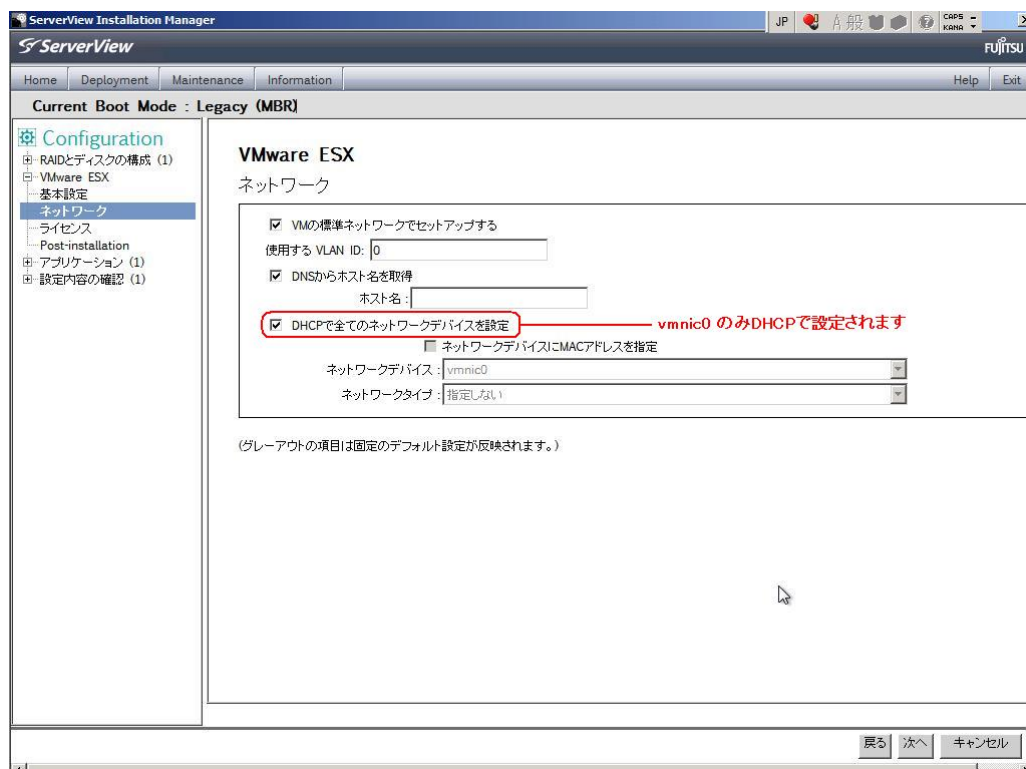 ServerView Installation Manager
JP A 般 CAPS KANA
ServerView FUJITSU
Home Deployment Maintenance Information Help Exit
Current Boot Mode : Legacy (MBR)
Configuration
RAIDとディスクの構成 (1)
VMware ESX
基本設定
ネットワーク
ライセンス
Post-installation
アプリケーション (1)
設定内容の確認 (1)
VMware ESX
ネットワーク
VMの標準ネットワークでセットアップする
使用する VLAN ID: 0
DNSからホスト名を取得
ホスト名 :
DHCPで全てのネットワークデバイスを設定 vmnic0 のみDHCPで設定されます
ネットワークデバイスにMACアドレスを指定
ネットワークデバイス : vmnic0
ネットワークタイプ : 指定しない
(グレーアウトの項目は固定のデフォルト設定が反映されます。)
戻る 次へ キャンセル